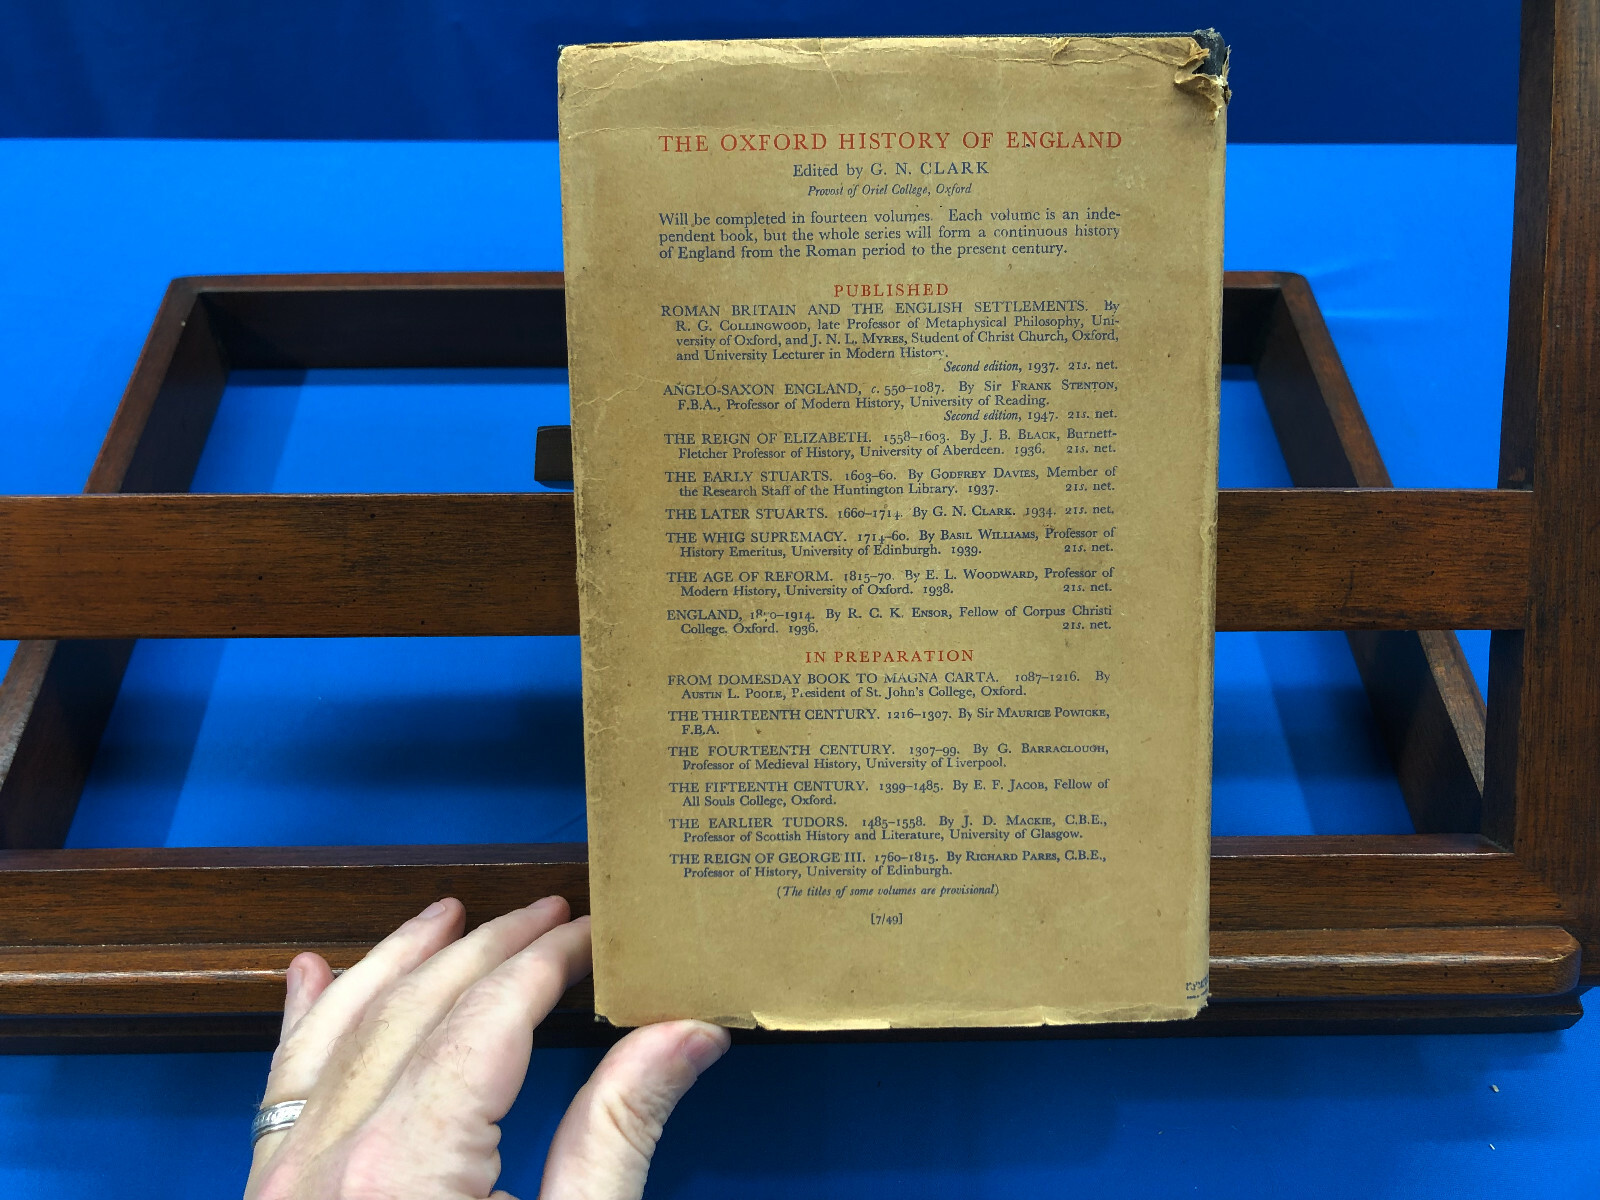 THE OXFORD HISTORY OF ENGLAND
Edited by G. N. CLARK
Provost of Oriel College, Oxford
Will be completed in fourteen volumes. Each volume is an inde-
pendent book, but the whole series will form a continuous history
of England from the Roman period to the present century.
PUBLISHED
ROMAN BRITAIN AND THE ENGLISH SETTLEMENTS. By
R. G. COLLINGWOOD, late Professor of Metaphysical Philosophy, Uni-
versity of Oxford, and J. N. L. MYRES, Student of Christ Church, Oxford,
and University Lecturer in Modern History.
Second edition, 1937. 21s. net.
ANGLO-SAXON ENGLAND, c. 550–1087. By Sir FRANK STENTON,
F.B.A., Professor of Modern History, University of Reading.
Second edition, 1947. 21s. net.
THE REIGN OF ELIZABETH. 1558–1603. By J. B. BLACK, Burnett-
Fletcher Professor of History, University of Aberdeen. 1936. 21s. net.
THE EARLY STUARTS. 1603–60. By GODFREY DAVIES, Member of
the Research Staff of the Huntington Library. 1937. 21s. net.
THE LATER STUARTS. 1660–1714. By G. N. CLARK. 1934. 21s. net.
THE WHIG SUPREMACY. 1714–60. By BASIL WILLIAMS, Professor of
History Emeritus, University of Edinburgh. 1939. 21s. net.
THE AGE OF REFORM. 1815–70. By E. L. WOODWARD, Professor of
Modern History, University of Oxford. 1938. 21s. net.
ENGLAND, 1870–1914. By R. C. K. ENSOR, Fellow of Corpus Christi
College. Oxford. 1936. 21s. net.
IN PREPARATION
FROM DOMESDAY BOOK TO MAGNA CARTA. 1087–1216. By
AUSTIN L. POOLE, President of St. John's College, Oxford.
THE THIRTEENTH CENTURY. 1216–1307. By Sir MAURICE POWICKE,
F.B.A.
THE FOURTEENTH CENTURY. 1307–99. By G. BARRACLOUGH,
Professor of Medieval History, University of Liverpool.
THE FIFTEENTH CENTURY. 1399–1485. By E. F. JACOB, Fellow of
All Souls College, Oxford.
THE EARLIER TUDORS. 1485–1558. By J. D. MACKIE, C.B.E.,
Professor of Scottish History and Literature, University of Glasgow.
THE REIGN OF GEORGE III. 1760–1815. By RICHARD PARES, C.B.E.,
Professor of History, University of Edinburgh.
(The titles of some volumes are provisional)
[7/49]